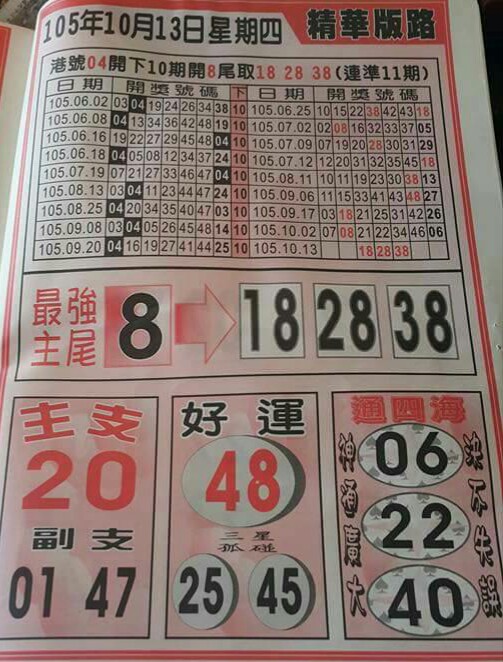 105年10月13日星期四 精華版路
港號04開下10期開8尾取18 28 38(連準11期)
日期 開獎號碼 下 日期 開獎號碼
105.06.02 03 04 19 24 26 34 38 10 105.06.25 10 15 22 38 42 43 18
105.06.08 04 13 34 36 42 48 19 10 105.07.02 02 08 16 32 33 37 05
105.06.16 19 22 27 29 45 48 04 10 105.07.09 07 19 20 28 30 31 29
105.06.18 04 05 08 12 34 37 24 10 105.07.12 12 20 31 32 35 45 18
105.07.19 07 21 27 33 46 47 04 10 105.08.11 10 11 19 23 30 38 13
105.08.13 03 04 11 23 44 47 24 10 105.09.06 11 15 33 41 43 48 27
105.08.25 04 20 34 35 40 47 03 10 105.09.17 03 18 21 25 31 42 26
105.09.08 03 04 05 26 45 48 14 10 105.10.02 07 08 21 22 34 46 06
105.09.20 04 16 19 27 41 44 25 10 105.10.13 18 28 38
最強
主尾
8
18 28 38
主支
20
副支
01 47
好運
48
三星
孤碰
25 45
通四海
神通廣大
06
22
40